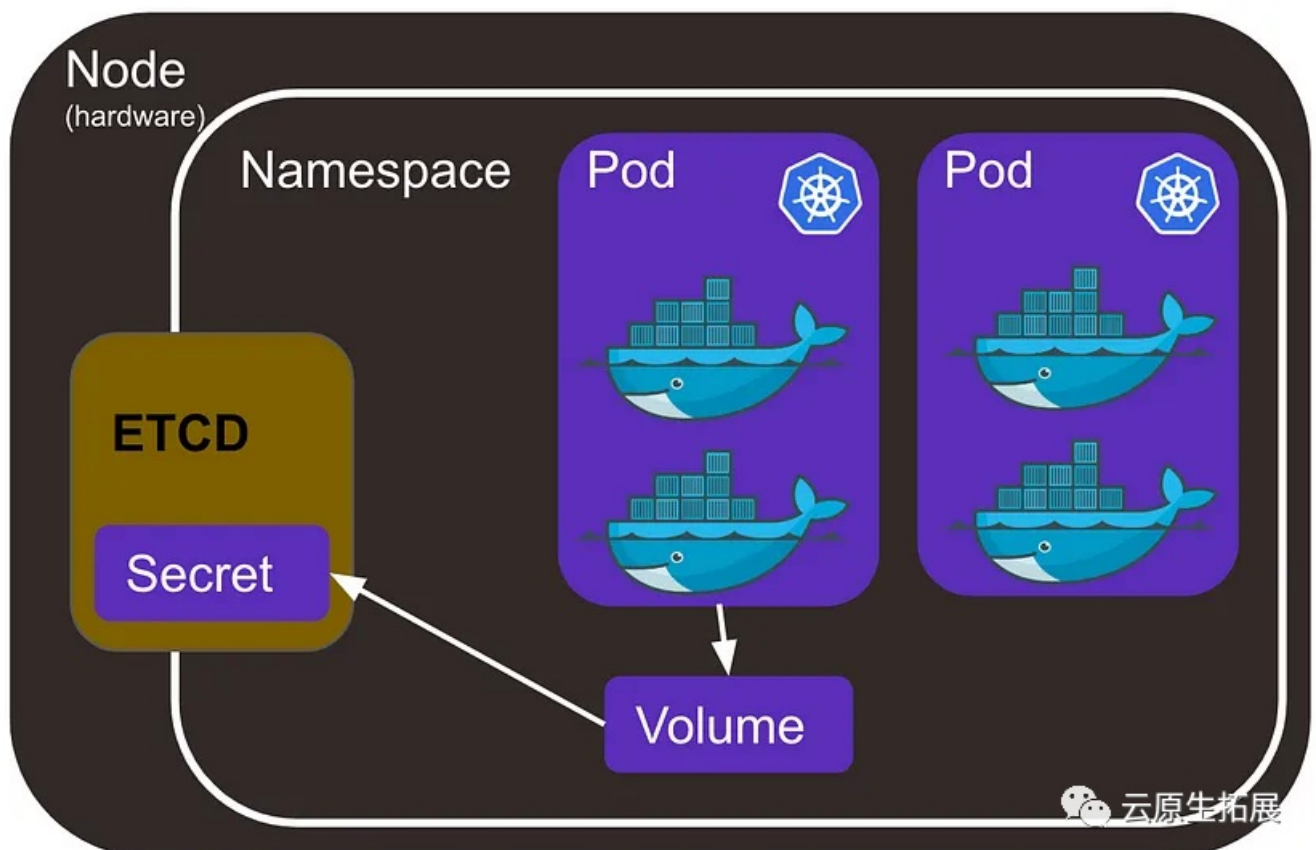 Node
(hardware)
Namespace
Pod
Pod
ETCD
Secret
Volume
云原生拓展